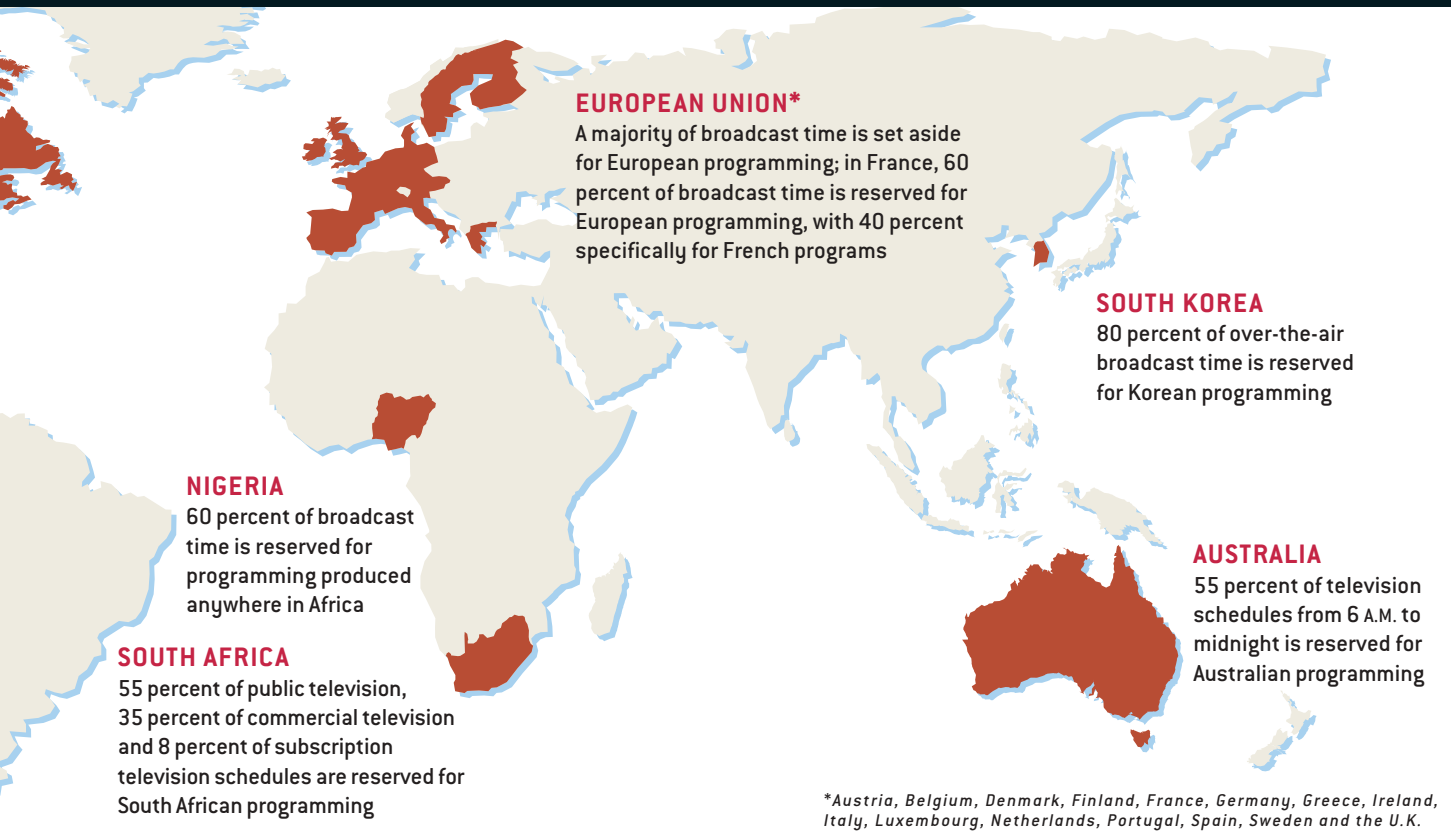 EUROPEAN UNION*
A majority of broadcast time is set aside
for European programming; in France, 60
percent of broadcast time is reserved for
European programming, with 40 percent
specifically for French programs
SOUTH KOREA
80 percent of over-the-air
broadcast time is reserved
for Korean programming
NIGERIA
60 percent of broadcast
time is reserved for
programming produced
anywhere in Africa
AUSTRALIA
55 percent of television
schedules from 6 A.M. to
midnight is reserved for
Australian programming
SOUTH AFRICA
55 percent of public television,
35 percent of commercial television
and 8 percent of subscription
television schedules are reserved for
South African programming
*Austria, Belgium, Denmark, Finland, France, Germany, Greece, Ireland,
Italy, Luxembourg, Netherlands, Portugal, Spain, Sweden and the U.K.